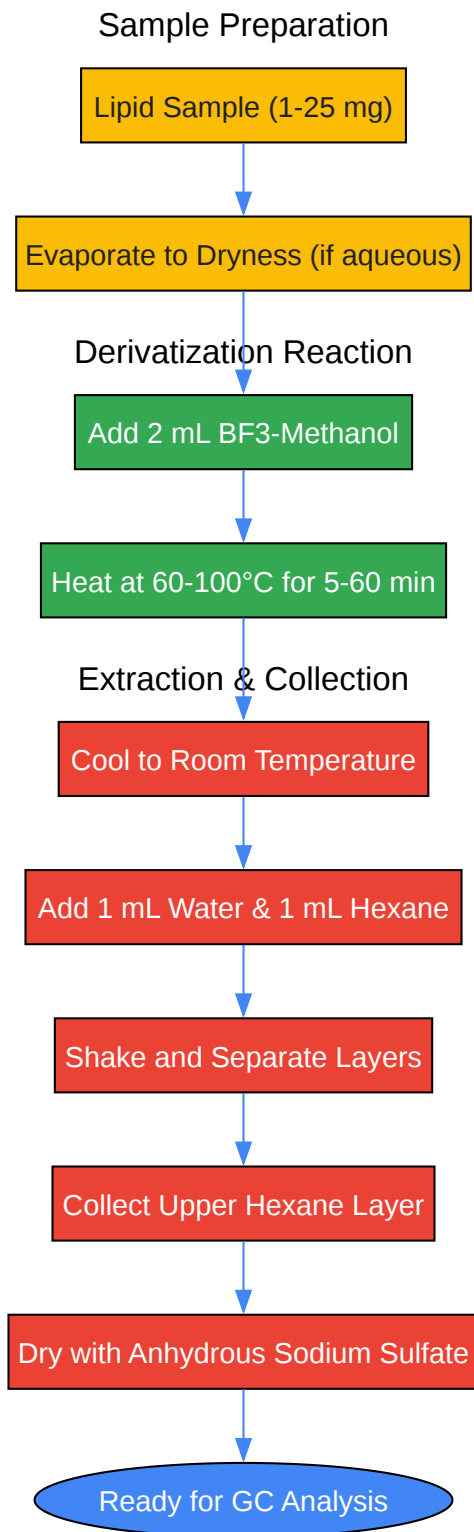 Sample Preparation
Lipid Sample (1-25 mg)
Evaporate to Dryness (if aqueous)
Derivatization Reaction
Add 2 mL BF3-Methanol
Heat at 60-100°C for 5-60 min
Extraction & Collection
Cool to Room Temperature
Add 1 mL Water & 1 mL Hexane
Shake and Separate Layers
Collect Upper Hexane Layer
Dry with Anhydrous Sodium Sulfate
Ready for GC Analysis